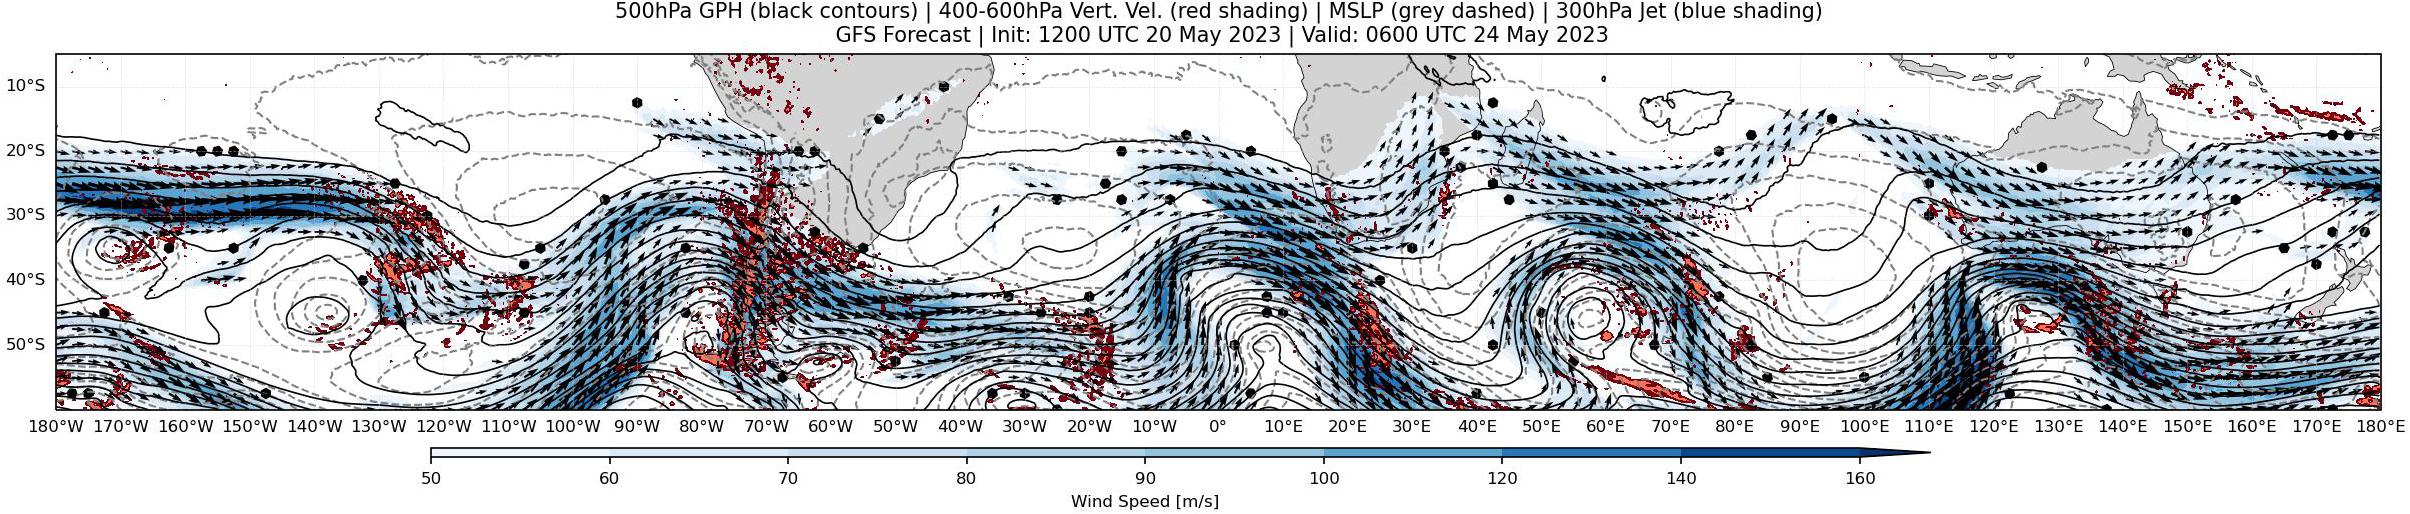 500hPa GPH (black contours) | 400-600hPa Vert. Vel. (red shading) | MSLP (grey dashed) | 300hPa Jet (blue shading)
GFS Forecast | Init: 1200 UTC 20 May 2023 | Valid: 0600 UTC 24 May 2023
10°S
20°S
30°S
40°S
50°S
180°W 170°W 160°W 150°W 140°W 130°W 120°W 110°W 100°W 90°W 80°W 70°W 60°W 50°W 40°W 30°W 20°W 10°W 0° 10°E 20°E 30°E 40°E 50°E 60°E 70°E 80°E 90°E 100°E 110°E 120°E 130°E 140°E 150°E 160°E 170°E 180°E
50 60 70 80 90 100 120 140 160
Wind Speed [m/s]